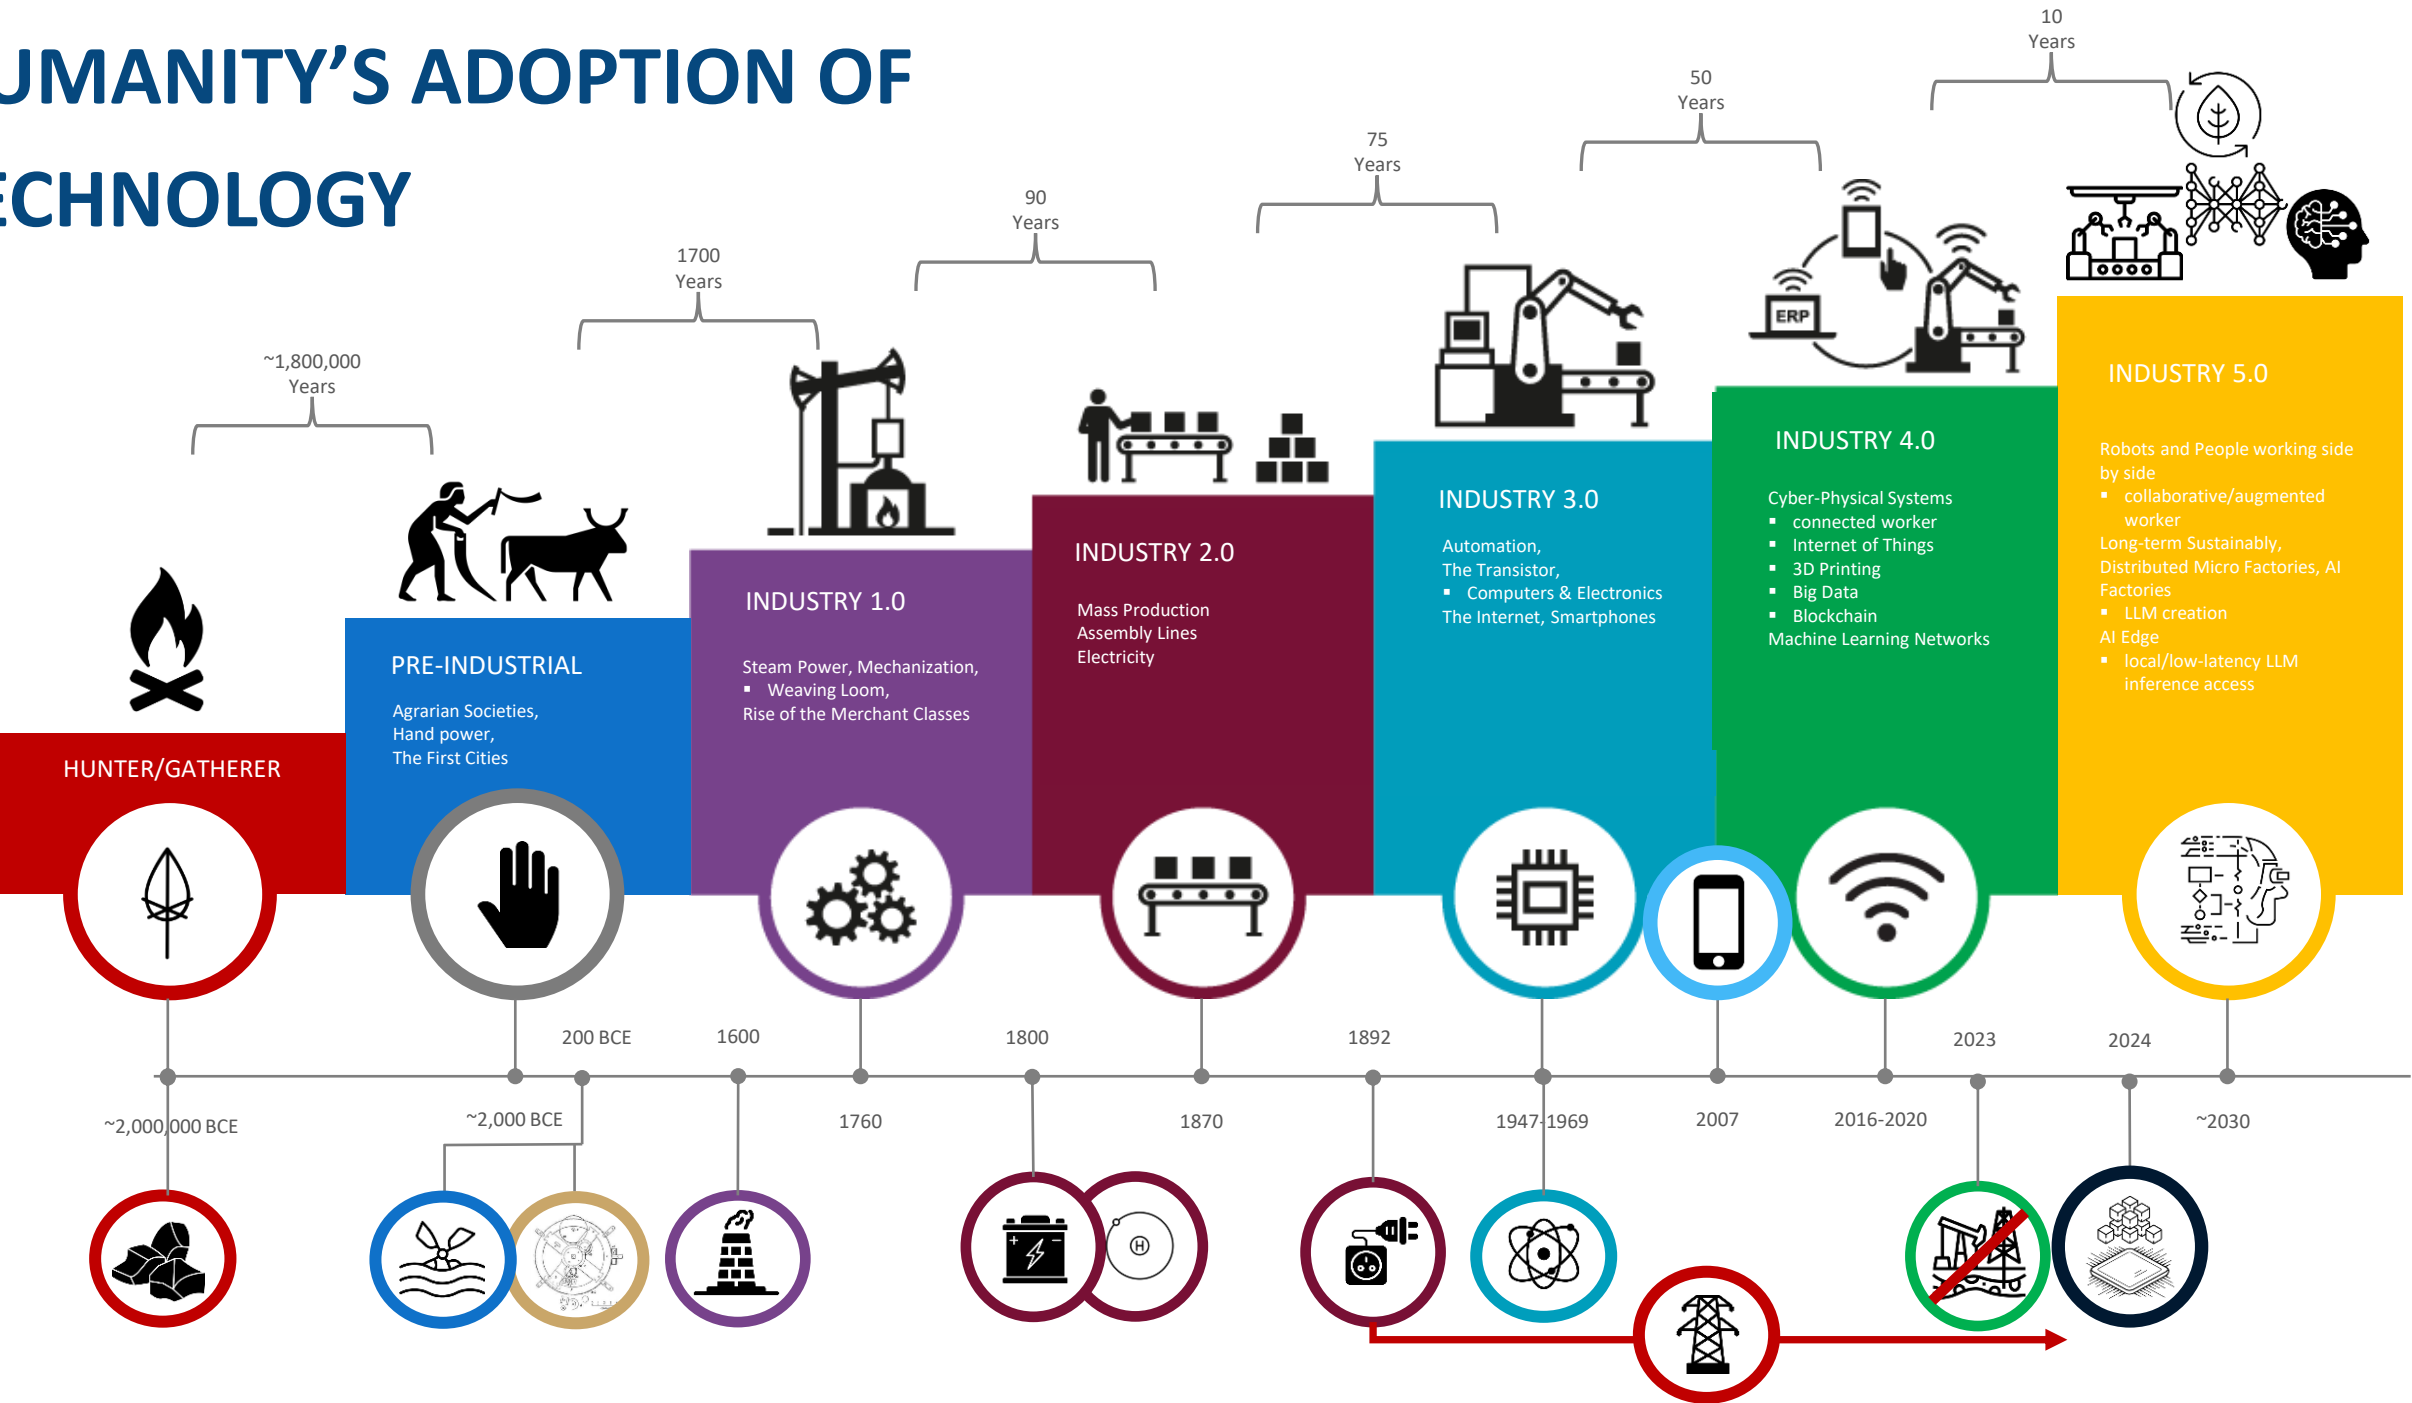 UMANITY'S ADOPTION OF
ECHNOLOGY
~1,800,000
Years
1700
Years
90
Years
75
Years
50
Years
10
Years
HUNTER/GATHERER
PRE-INDUSTRIAL
Agrarian Societies,
Hand power,
The First Cities
INDUSTRY 1.0
Steam Power, Mechanization,
▪ Weaving Loom,
Rise of the Merchant Classes
INDUSTRY 2.0
Mass Production
Assembly Lines
Electricity
INDUSTRY 3.0
Automation,
The Transistor,
▪ Computers & Electronics
The Internet, Smartphones
ERP
INDUSTRY 4.0
Cyber-Physical Systems
▪ connected worker
▪ Internet of Things
▪ 3D Printing
▪ Big Data
▪ Blockchain
Machine Learning Networks
INDUSTRY 5.0
Robots and People working side
by side
▪ collaborative/augmented
worker
Long-term Sustainably,
Distributed Micro Factories, AI
Factories
▪ LLM creation
AI Edge
▪ local/low-latency LLM
inference access
200 BCE
1600
1800
1892
2023
2024
~2,000,000 BCE
~2,000 BCE
1760
1870
1947-1969
2007
2016-2020
~2030
H